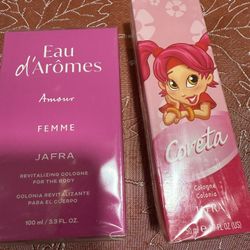 Eau
d'Arômes
Amour
FEMME
JAFRA
REVITALIZING COLOGNE
FOR THE BODY
COLONIA REVITALIZANTE
PARA EL CUERPO
100 ml / 3.3 FL. OZ.
Coveta
Cologne
Colonia